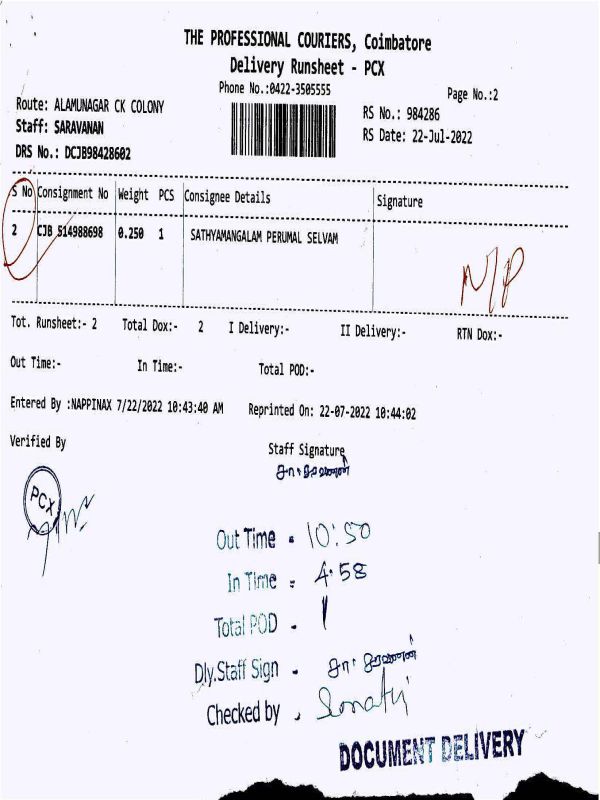 THE PROFESSIONAL COURIERS, Coimbatore
Delivery Runsheet - PCX
Phone No.:0422-3505555
Page No.:2
Route: ALAMUNAGAR CK COLONY
RS No.: 984286
Staff: SARAVANAN
RS Date: 22-Jul-2022
DRS No.: DCJB98428602
S No Consignment No Weight PCS Consignee Details Signature
2 CJB 514988698 0.250 1 SATHYAMANGALAM PERUMAL SELVAM
N/P
Tot. Runsheet:- 2 Total Dox:- 2 I Delivery:- II Delivery:- RTN Dox:-
Out Time:- In Time:- Total POD:-
Entered By :NAPPINAX 7/22/2022 10:43:40 AM Reprinted On: 22-07-2022 10:44:02
Verified By Staff Signature
PCX
Out Time - 10:50
In Time - 4.58
Total POD - 1
Dly.Staff Sign -
Checked by -
DOCUMENT DELIVERY